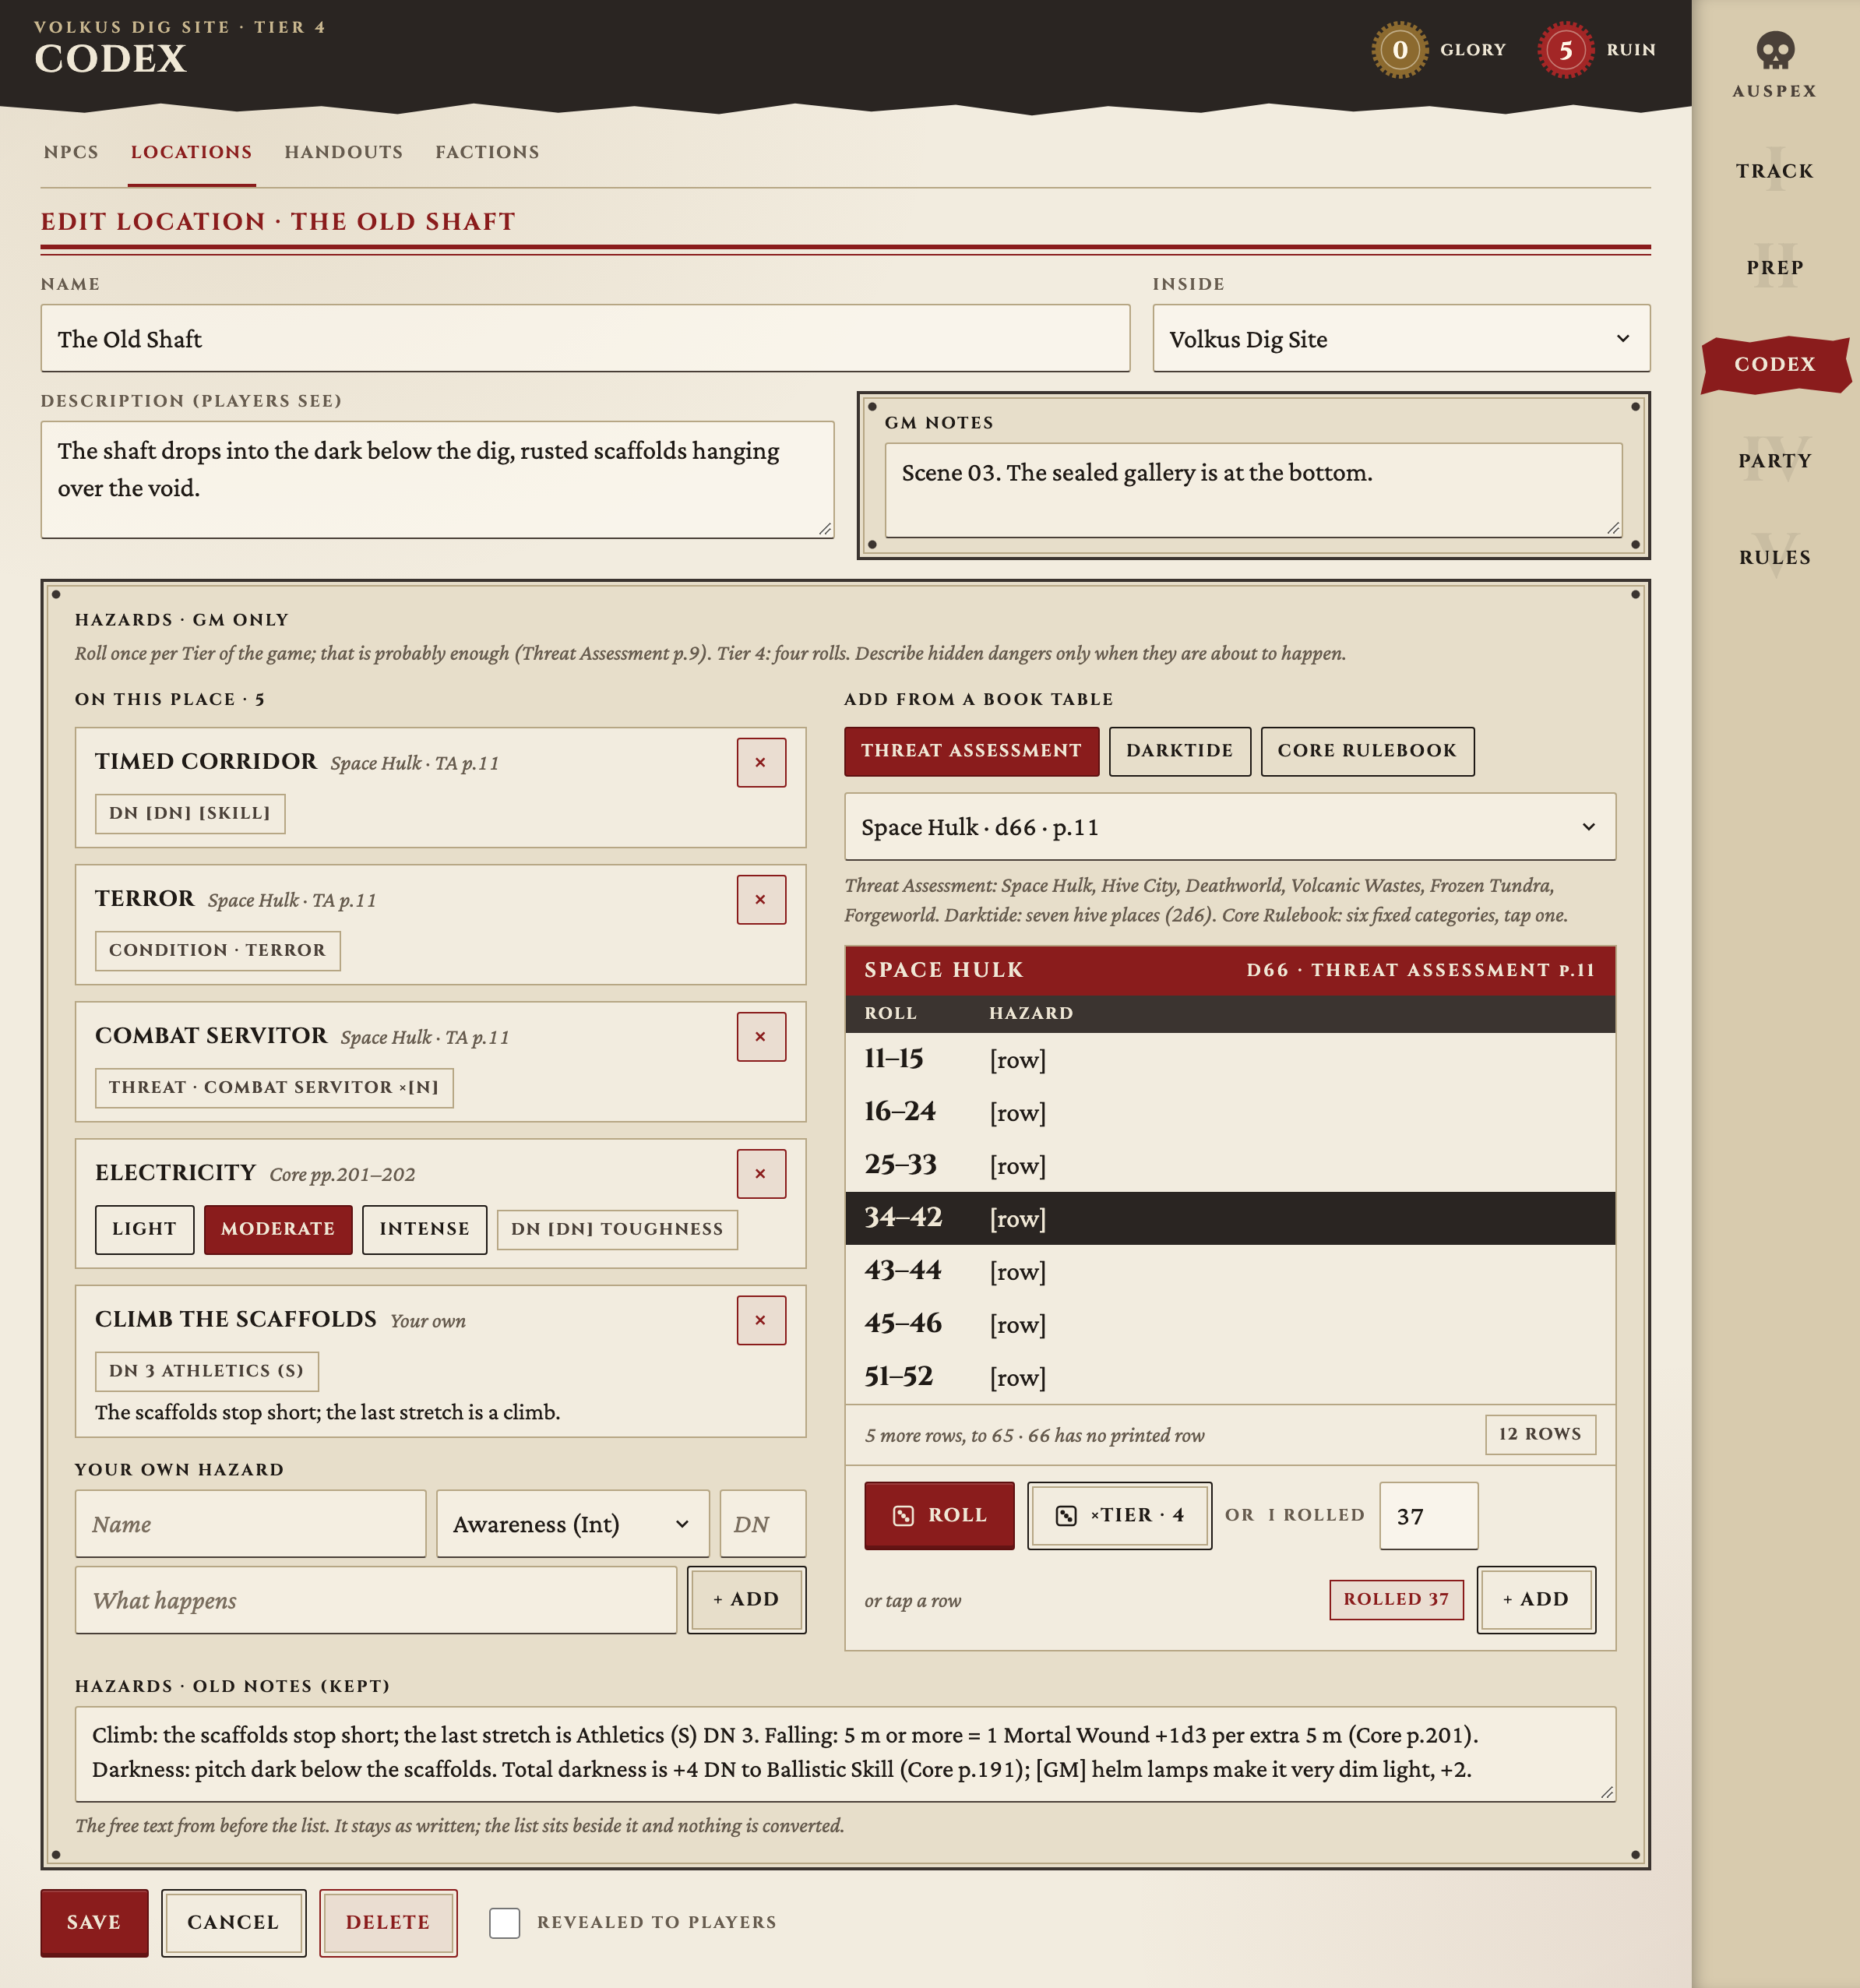 VOLKUS DIG SITE · TIER 4
CODEX
0 GLORY
5 RUIN
AUSPEX
I
TRACK
II
PREP
CODEX
IV
PARTY
V
RULES
NPCS LOCATIONS HANDOUTS FACTIONS
EDIT LOCATION · THE OLD SHAFT
NAME
The Old Shaft
INSIDE
Volkus Dig Site
DESCRIPTION (PLAYERS SEE)
The shaft drops into the dark below the dig, rusted scaffolds hanging
over the void.
GM NOTES
Scene 03. The sealed gallery is at the bottom.
HAZARDS · GM ONLY
Roll once per Tier of the game; that is probably enough (Threat Assessment p.9). Tier 4: four rolls. Describe hidden dangers only when they are about to happen.
ON THIS PLACE · 5
TIMED CORRIDOR Space Hulk · TA p.11 ×
DN [DN] [SKILL]
TERROR Space Hulk · TA p.11 ×
CONDITION · TERROR
COMBAT SERVITOR Space Hulk · TA p.11 ×
THREAT · COMBAT SERVITOR ×[N]
ELECTRICITY Core pp.201–202 ×
LIGHT MODERATE INTENSE DN [DN] TOUGHNESS
CLIMB THE SCAFFOLDS Your own ×
DN 3 ATHLETICS (S)
The scaffolds stop short; the last stretch is a climb.
YOUR OWN HAZARD
Name Awareness (Int) DN
What happens + ADD
ADD FROM A BOOK TABLE
THREAT ASSESSMENT DARKTIDE CORE RULEBOOK
Space Hulk · d66 · p.11
Threat Assessment: Space Hulk, Hive City, Deathworld, Volcanic Wastes, Frozen Tundra,
Forgeworld. Darktide: seven hive places (2d6). Core Rulebook: six fixed categories, tap one.
SPACE HULK D66 · THREAT ASSESSMENT P.11
ROLL HAZARD
11–15 [row]
16–24 [row]
25–33 [row]
34–42 [row]
43–44 [row]
45–46 [row]
51–52 [row]
5 more rows, to 65 · 66 has no printed row 12 ROWS
ROLL ×TIER · 4 OR I ROLLED 37
or tap a row ROLLED 37 + ADD
HAZARDS · OLD NOTES (KEPT)
Climb: the scaffolds stop short; the last stretch is Athletics (S) DN 3. Falling: 5 m or more = 1 Mortal Wound +1d3 per extra 5 m (Core p.201).
Darkness: pitch dark below the scaffolds. Total darkness is +4 DN to Ballistic Skill (Core p.191); [GM] helm lamps make it very dim light, +2.
The free text from before the list. It stays as written; the list sits beside it and nothing is converted.
SAVE CANCEL DELETE REVEALED TO PLAYERS